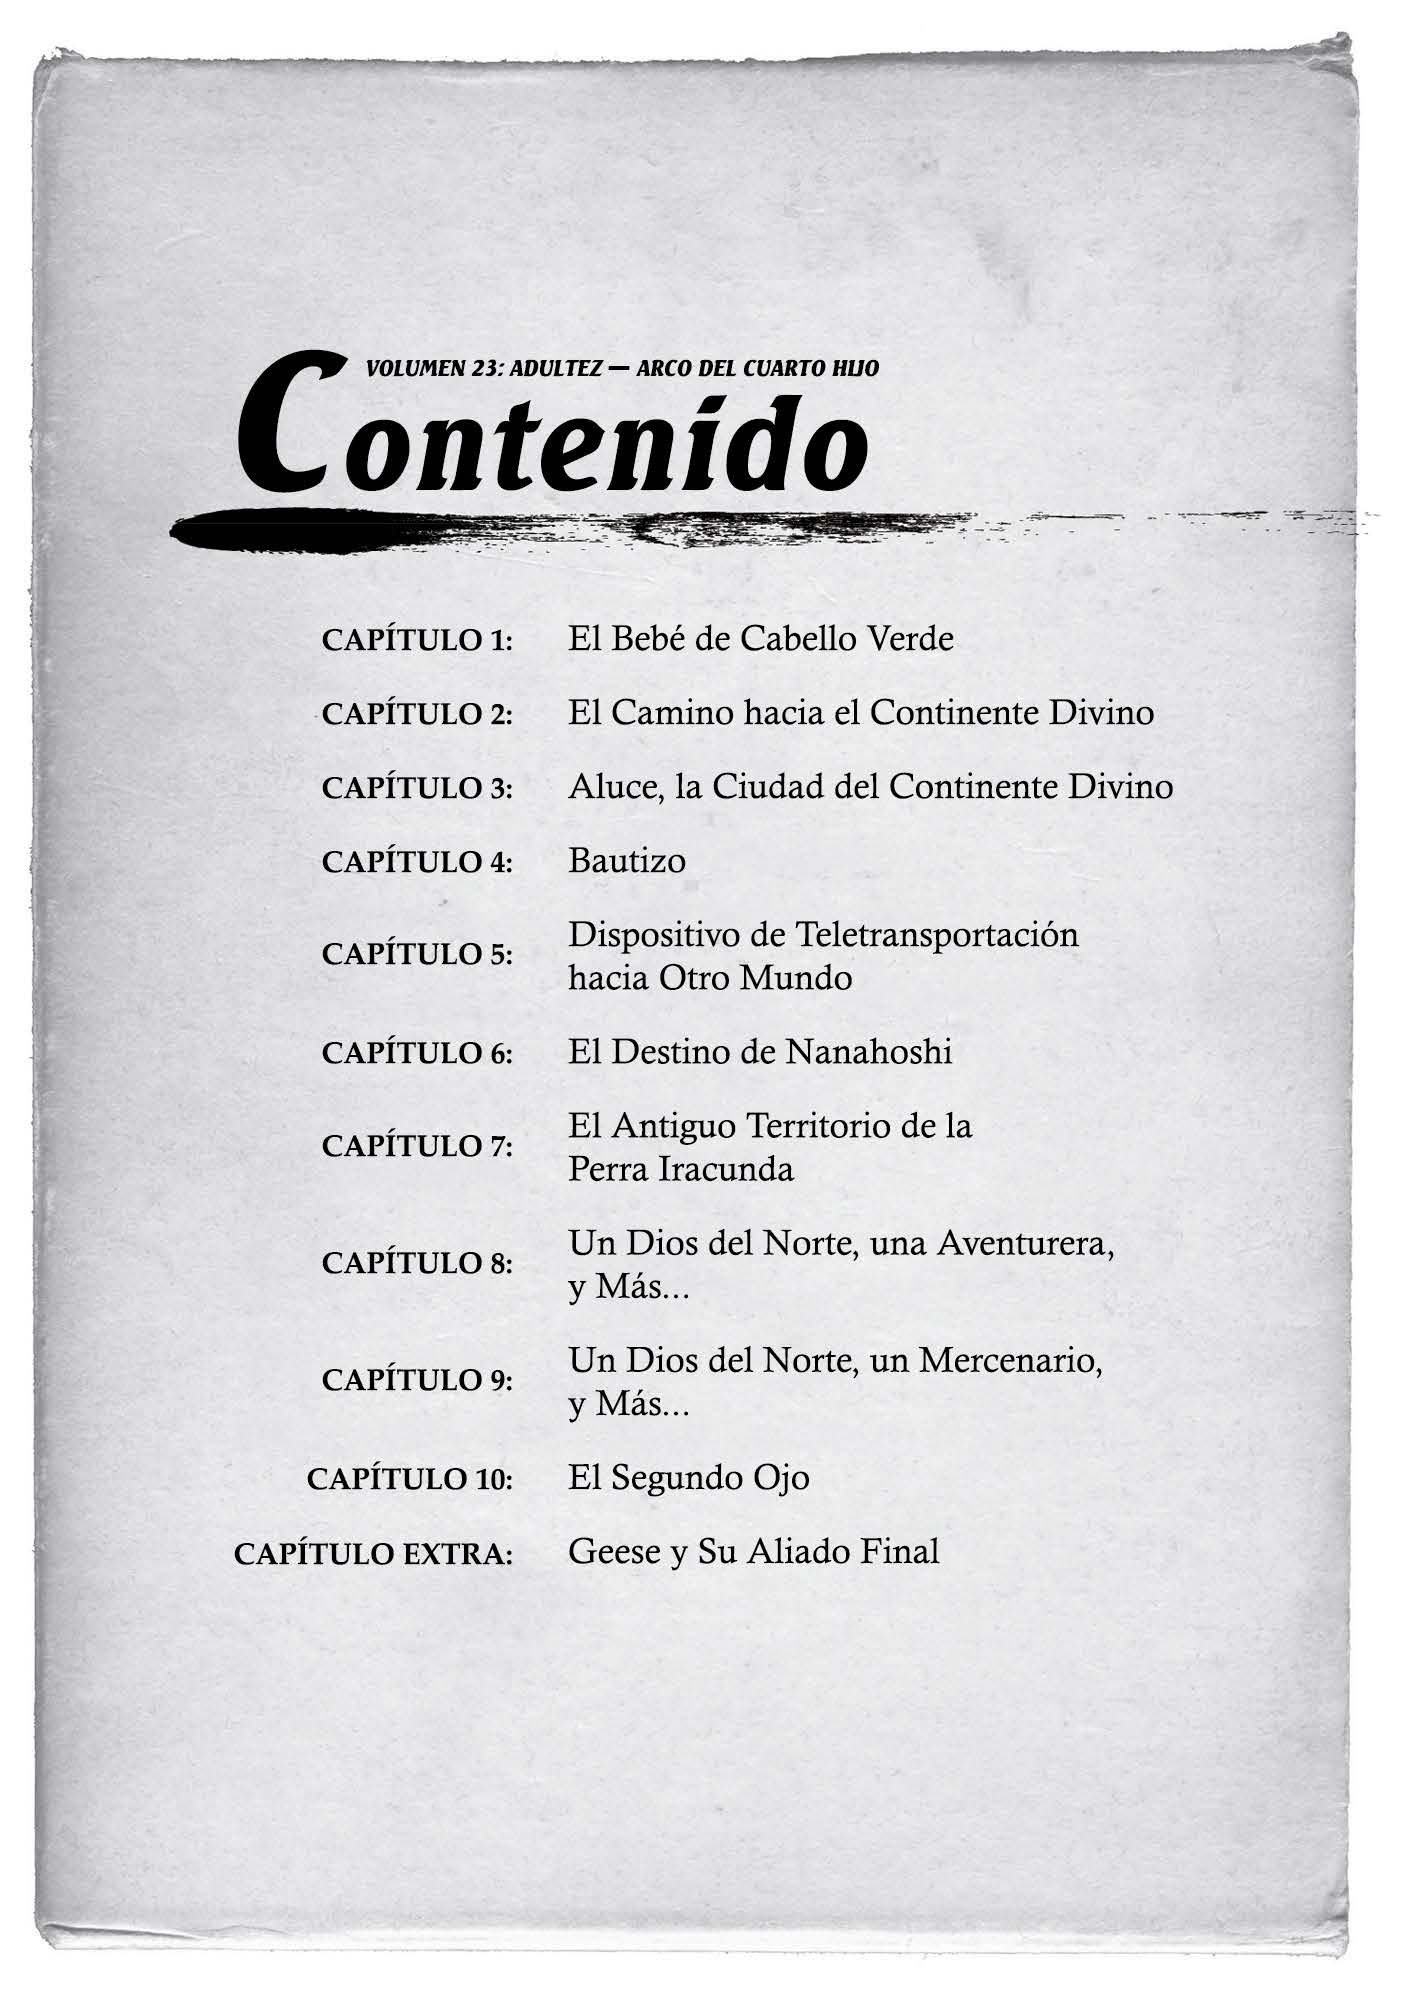 VOLUMEN 23: ADULTEZ — ARCO DEL CUARTO HIJO
Contenido
CAPÍTULO 1: El Bebé de Cabello Verde
CAPÍTULO 2: El Camino hacia el Continente Divino
CAPÍTULO 3: Aluce, la Ciudad del Continente Divino
CAPÍTULO 4: Bautizo
CAPÍTULO 5: Dispositivo de Teletransportación
hacia Otro Mundo
CAPÍTULO 6: El Destino de Nanahoshi
CAPÍTULO 7: El Antiguo Territorio de la
Perra Iracunda
CAPÍTULO 8: Un Dios del Norte, una Aventurera,
y Más...
CAPÍTULO 9: Un Dios del Norte, un Mercenario,
y Más...
CAPÍTULO 10: El Segundo Ojo
CAPÍTULO EXTRA: Geese y Su Aliado Final